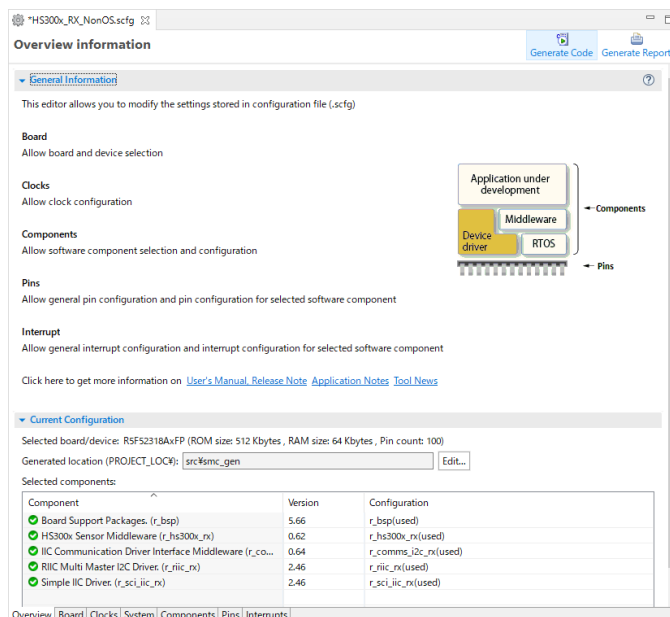 *HS300x_RX_NonOS.scfg
Overview information
Generate Code Generate Report
General Information
This editor allows you to modify the settings stored in configuration file (.scfg)
Board
Allow board and device selection
Clocks
Allow clock configuration
Components
Allow software component selection and configuration
Pins
Allow general pin configuration and pin configuration for selected software component
Interrupt
Allow general interrupt configuration and interrupt configuration for selected software component
Application under
development
Middleware
Device
driver
RTOS
Components
Pins
Click here to get more information on User's Manual, Release Note Application Notes Tool News
Current Configuration
Selected board/device: R5F52318AxFP (ROM size: 512 Kbytes , RAM size: 64 Kbytes , Pin count: 100)
Generated location (PROJECT_LOC¥): src¥smc_gen Edit...
Selected components:
Component Version Configuration
Board Support Packages. (r_bsp) 5.66 r_bsp(used)
HS300x Sensor Middleware (r_hs300x_rx) 0.62 r_hs300x_rx(used)
IIC Communication Driver Interface Middleware (r_co... 0.64 r_comms_i2c_rx(used)
RIIC Multi Master I2C Driver. (r_riic_rx) 2.46 r_riic_rx(used)
Simple IIC Driver. (r_sci_iic_rx) 2.46 r_sci_iic_rx(used)
Overview Board Clocks System Components Pins Interrupts